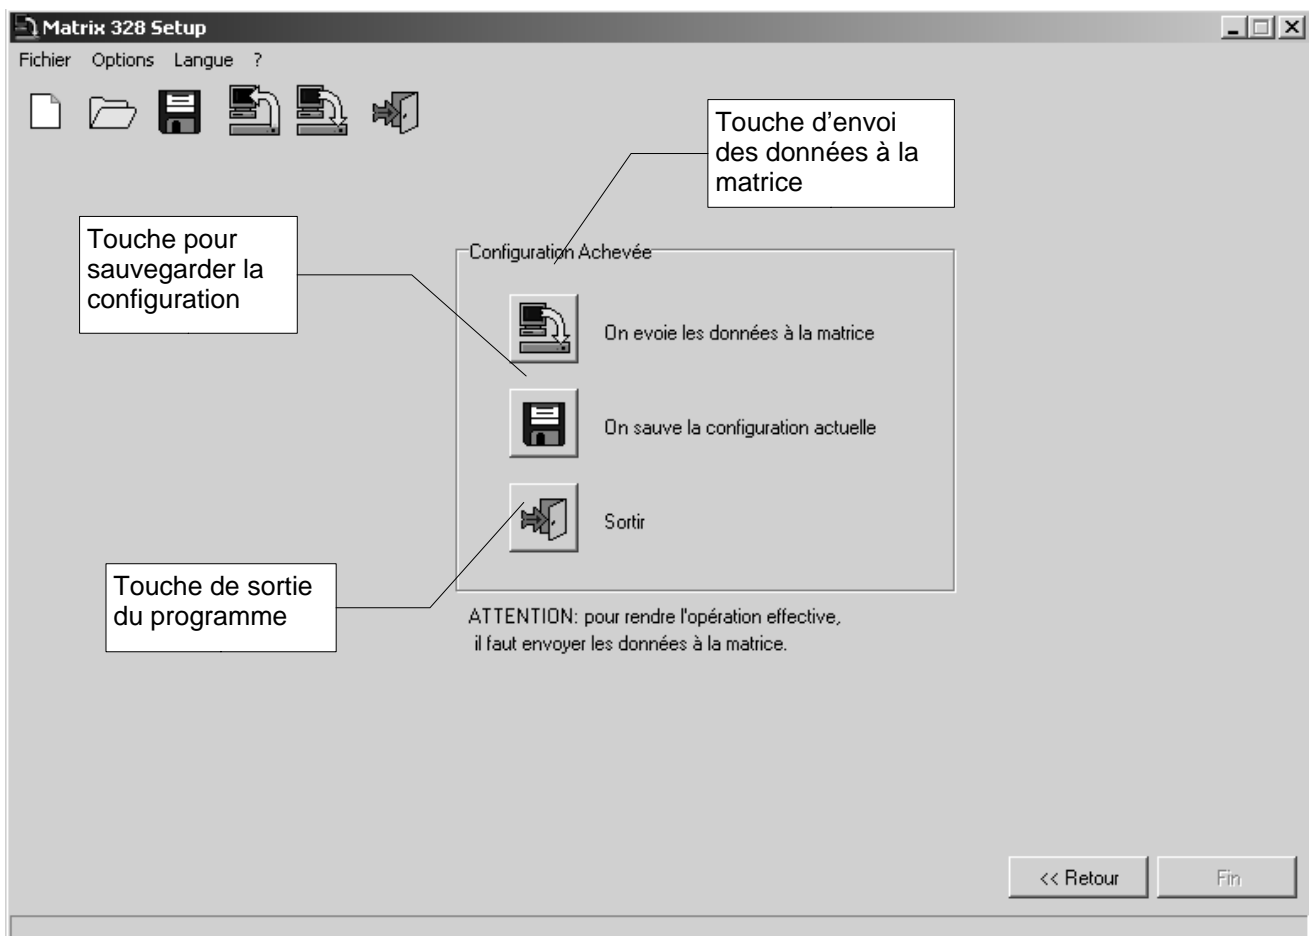 Matrix 328 Setup
Fichier Options Langue ?
Touche d'envoi
des données à la
matrice
Touche pour
sauvegarder la
configuration
Configuration Achevée
On evoie les données à la matrice
On sauve la configuration actuelle
Sortir
Touche de sortie
du programme
ATTENTION: pour rendre l'opération effective,
il faut envoyer les données à la matrice.
<< Retour
Fin